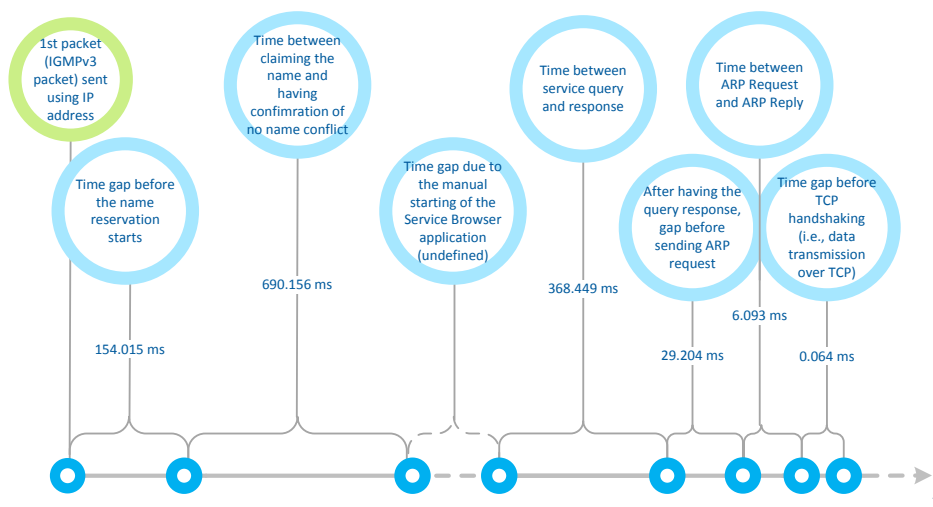 1st packet
(IGMPv3
packet) sent
using IP
address
Time gap before
the name
reservation
starts
154.015 ms
Time between
claiming the
name and
having
confimration of
no name conflict
690.156 ms
Time gap due to
the manual
starting of the
Service Browser
application
(undefined)
Time between
service query
and response
368.449 ms
After having the
query response,
gap before
sending ARP
request
29.204 ms
Time between
ARP Request
and ARP Reply
6.093 ms
Time gap before
TCP
handshaking
(i.e., data
transmission
over TCP)
0.064 ms